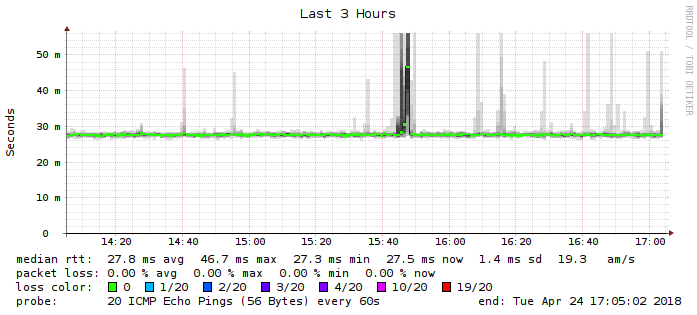 Last 3 Hours
RRDTOOL / TOBI OETIKER
Seconds
50 m
40 m
30 m
20 m
10 m
0
14:20 14:40 15:00 15:20 15:40 16:00 16:20 16:40 17:00
median rtt: 27.8 ms avg 46.7 ms max 27.3 ms min 27.5 ms now 1.4 ms sd 19.3 am/s
packet loss: 0.00 % avg 0.00 % max 0.00 % min 0.00 % now
loss color: 0 1/20 2/20 3/20 4/20 10/20 19/20
probe: 20 ICMP Echo Pings (56 Bytes) every 60s end: Tue Apr 24 17:05:02 2018